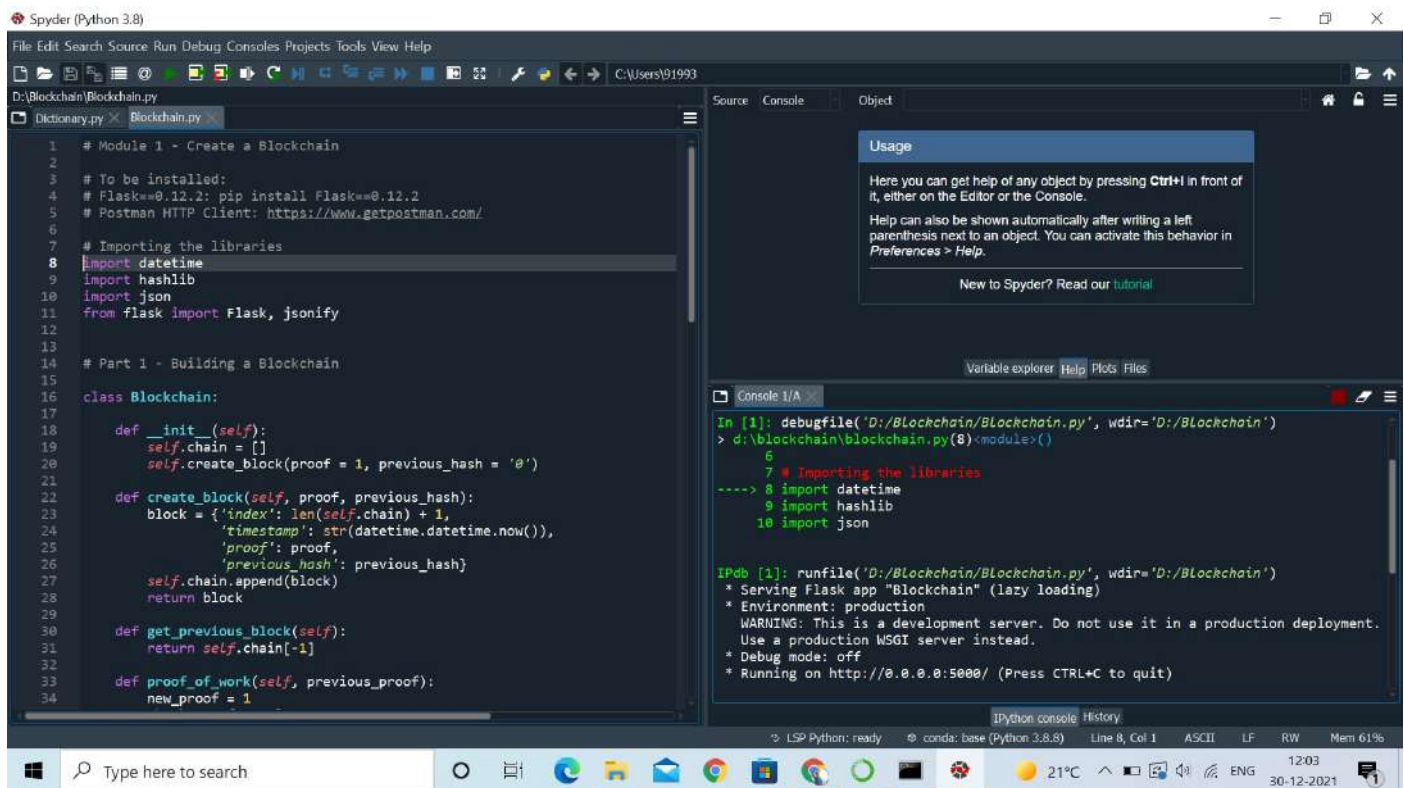 Spyder (Python 3.8)
File Edit Search Source Run Debug Consoles Projects Tools View Help
C:\Users\91993
D:\Blockchain\Blockchain.py
Dictionary.py
Blockchain.py
1 # Module 1 - Create a Blockchain
2
3 # To be installed:
4 # Flask==0.12.2: pip install Flask==0.12.2
5 # Postman HTTP Client: https://www.getpostman.com/
6
7 # Importing the libraries
8 import datetime
9 import hashlib
10 import json
11 from flask import Flask, jsonify
12
13
14 # Part 1 - Building a Blockchain
15
16 class Blockchain:
17
18 def __init__(self):
19 self.chain = []
20 self.create_block(proof = 1, previous_hash = '0')
21
22 def create_block(self, proof, previous_hash):
23 block = {'index': len(self.chain) + 1,
24 'timestamp': str(datetime.datetime.now()),
25 'proof': proof,
26 'previous_hash': previous_hash}
27 self.chain.append(block)
28 return block
29
30 def get_previous_block(self):
31 return self.chain[-1]
32
33 def proof_of_work(self, previous_proof):
34 new_proof = 1
Source Console Object
Usage
Here you can get help of any object by pressing Ctrl+I in front of
it, either on the Editor or the Console.
Help can also be shown automatically after writing a left
parenthesis next to an object. You can activate this behavior in
Preferences > Help.
New to Spyder? Read our tutorial
Variable explorer Help Plots Files
Console 1/A
In [1]: debugfile('D:/Blockchain/Blockchain.py', wdir='D:/Blockchain')
> d:\blockchain\blockchain.py(8)<module>()
6
7 # Importing the libraries
----> 8 import datetime
9 import hashlib
10 import json
IPdb [1]: runfile('D:/Blockchain/Blockchain.py', wdir='D:/Blockchain')
* Serving Flask app "Blockchain" (lazy loading)
* Environment: production
WARNING: This is a development server. Do not use it in a production deployment.
Use a production WSGI server instead.
* Debug mode: off
* Running on http://0.0.0.0:5000/ (Press CTRL+C to quit)
IPython console History
LSP Python: ready conda: base (Python 3.8.8) Line 8, Col 1 ASCII LF RW Mem 61%
Type here to search
21°C ENG
12:03
30-12-2021
1